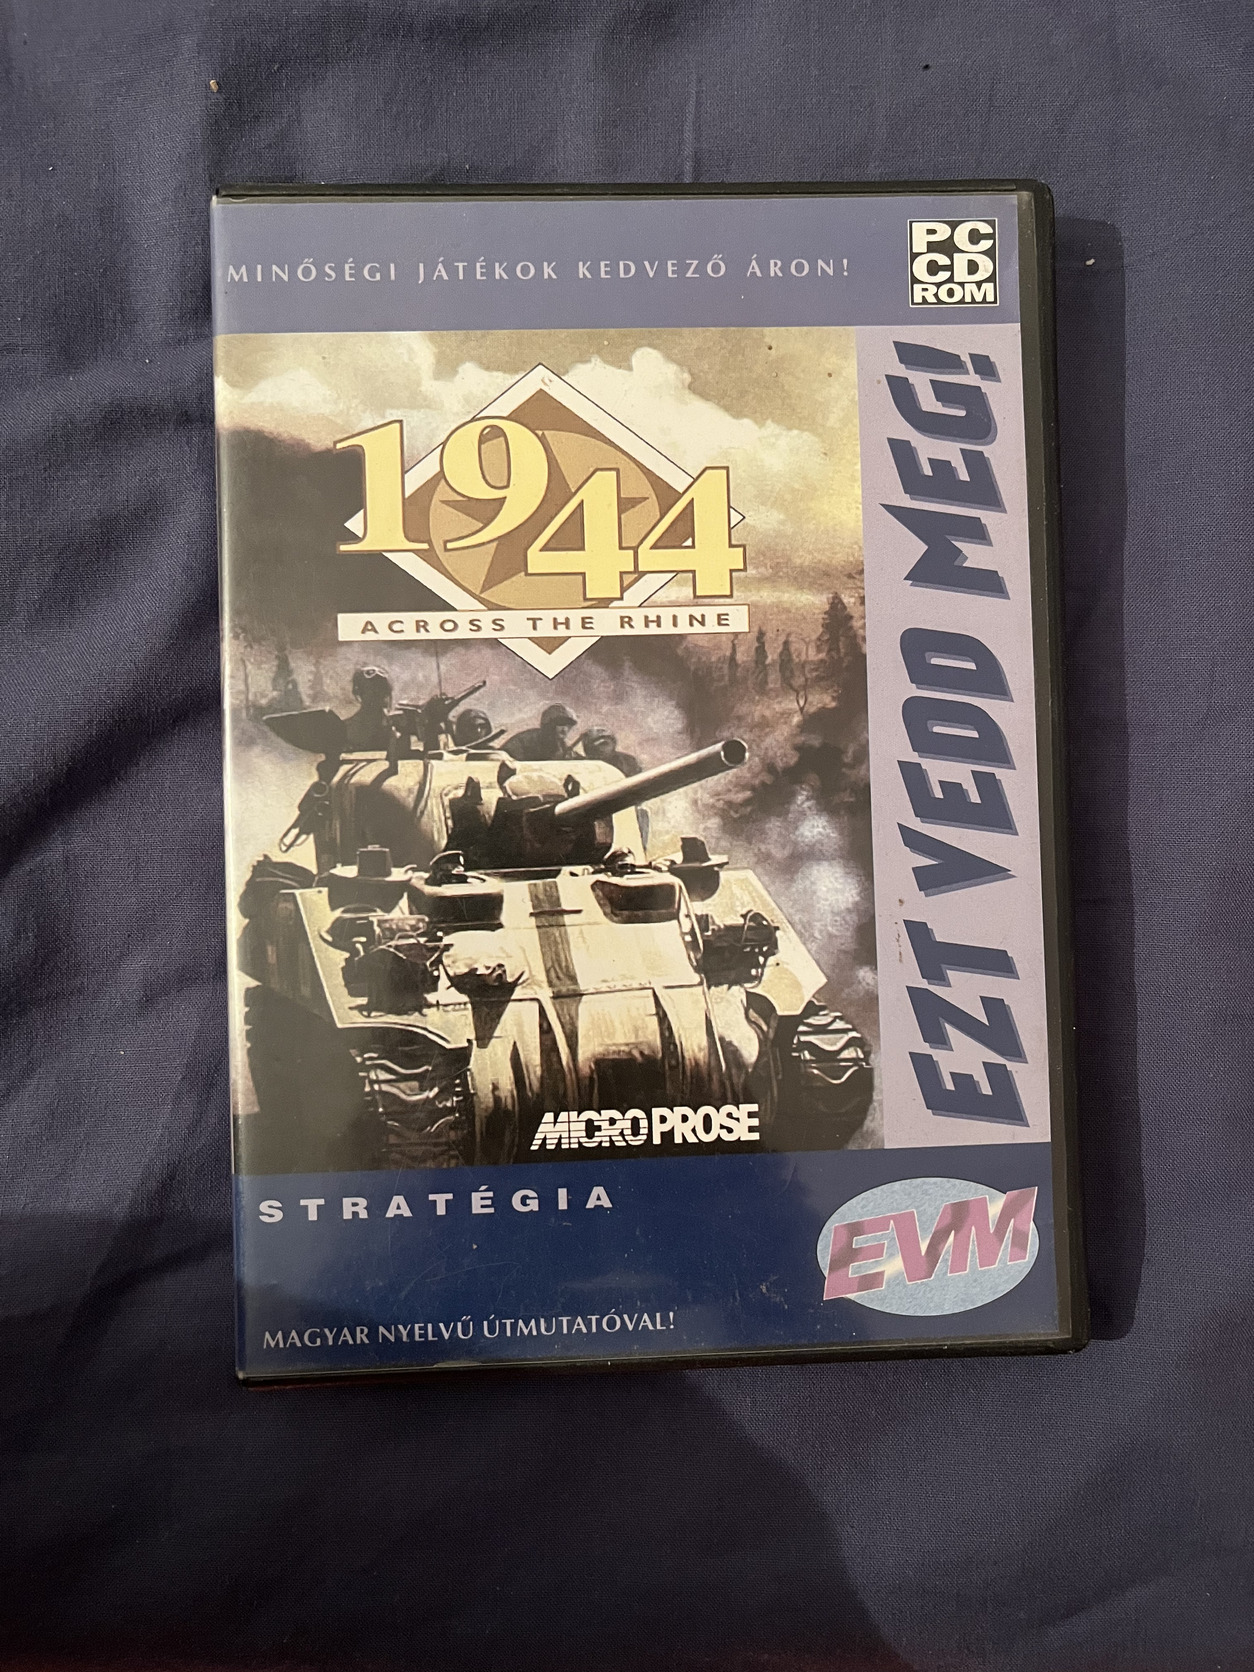 MINŐSÉGI JÁTÉKOK KEDVEZŐ ÁRON!
PC
CD
ROM
1944
ACROSS THE RHINE
EZT VEDD MEG!
MICROPROSE
STRATÉGIA
EVM
MAGYAR NYELVŰ ÚTMUTATÓVAL!